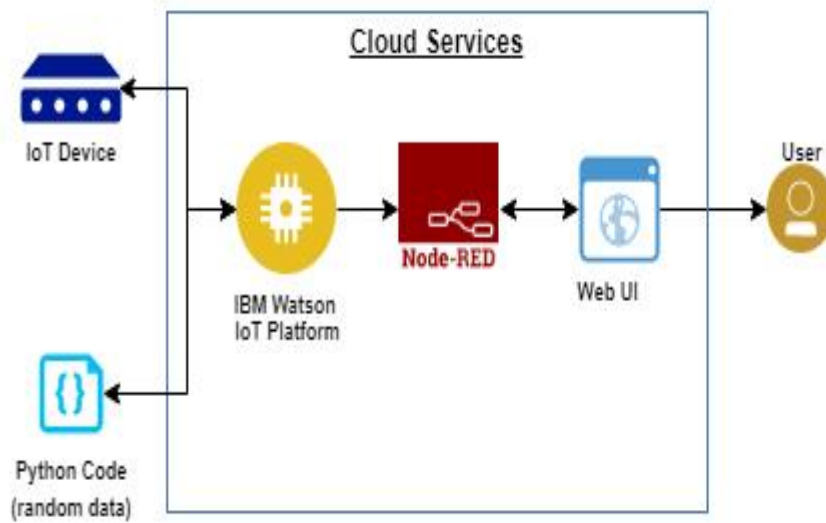 Cloud Services
IoT Device
User
Node-RED
IBM Watson
IoT Platform
Web UI
Python Code
(random data)